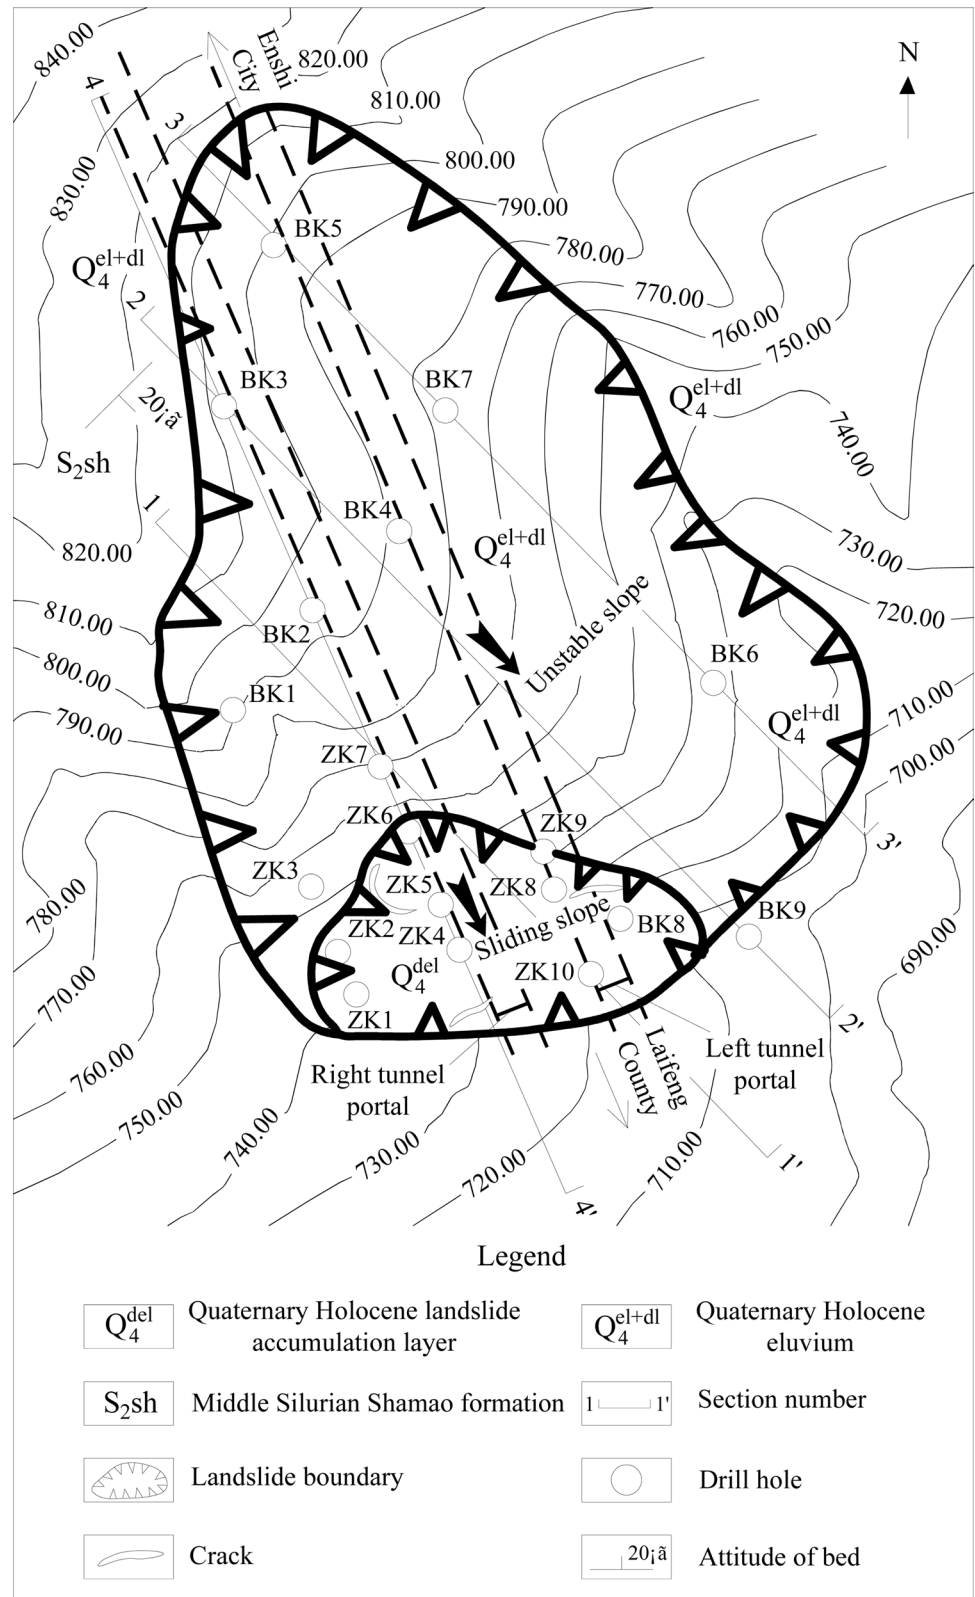 840.00
Enshi
City
820.00
N
4
810.00
3
830.00
800.00
790.00
BK5
780.00
Q₄ᵉˡ⁺ᵈˡ
770.00
2
760.00
750.00
BK3
BK7
Q₄ᵉˡ⁺ᵈˡ
20¡ã
740.00
S₂sh
1
BK4
820.00
Q₄ᵉˡ⁺ᵈˡ
730.00
810.00
720.00
BK2
Unstable slope
BK6
800.00
BK1
790.00
Q₄ᵉˡ⁺ᵈˡ
710.00
700.00
ZK7
ZK6
ZK9
3'
ZK3
ZK5
ZK8
780.00
BK9
Sliding slope
BK8
ZK2
ZK4
690.00
Q₄ᵈᵉˡ
ZK10
770.00
ZK1
2'
760.00
Laifeng
County
Left tunnel
portal
Right tunnel
portal
750.00
740.00
730.00
720.00
710.00
1'
4'
Legend
Q₄ᵈᵉˡ
Quaternary Holocene landslide
accumulation layer
Q₄ᵉˡ⁺ᵈˡ
Quaternary Holocene
eluvium
S₂sh
Middle Silurian Shamao formation
1 1'
Section number
Landslide boundary
Drill hole
Crack
20¡ã
Attitude of bed